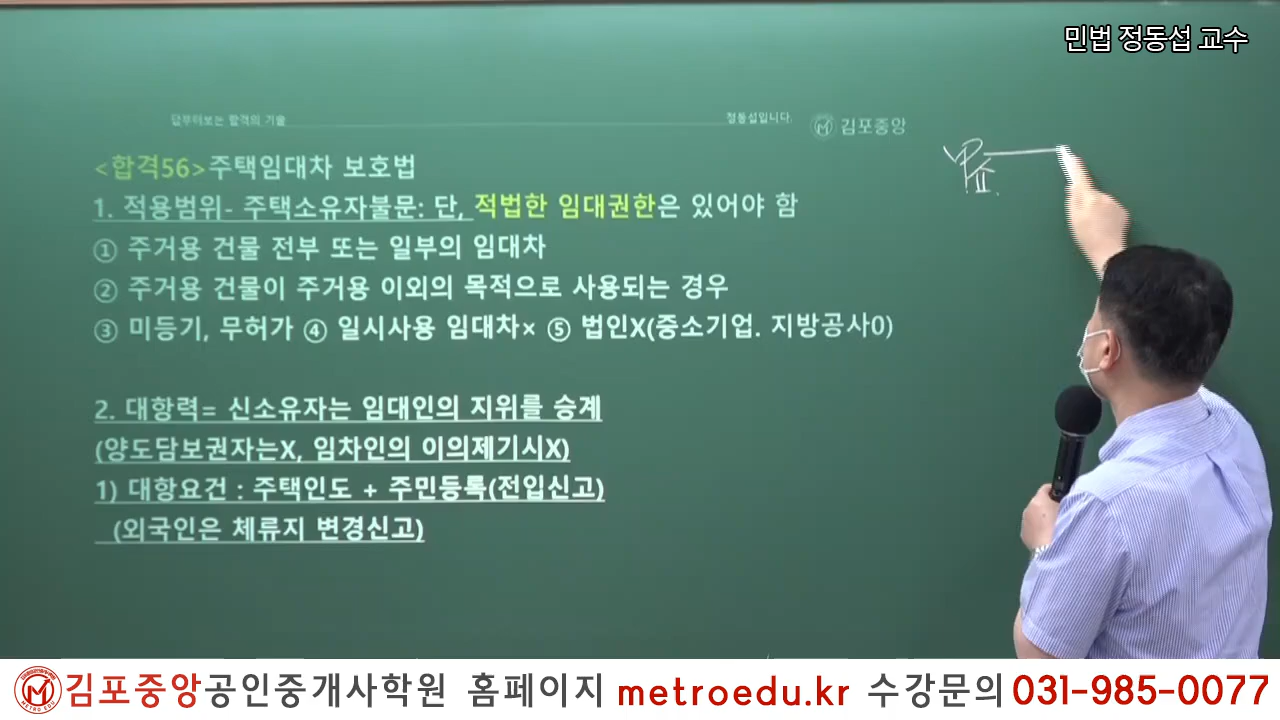 민법 정동섭 교수
답부터보는 합격의 기술
정동섭입니다.
김포중앙
<합격56>주택임대차 보호법
1. 적용범위- 주택소유자불문: 단, 적법한 임대권한은 있어야 함
① 주거용 건물 전부 또는 일부의 임대차
② 주거용 건물이 주거용 이외의 목적으로 사용되는 경우
③ 미등기, 무허가 ④ 일시사용 임대차× ⑤ 법인X(중소기업. 지방공사0)
2. 대항력= 신소유자는 임대인의 지위를 승계
(양도담보권자는X, 임차인의 이의제기시X)
1) 대항요건 : 주택인도 + 주민등록(전입신고)
(외국인은 체류지 변경신고)
김포중앙공인중개사학원 홈페이지 metroedu.kr 수강문의 031-985-0077